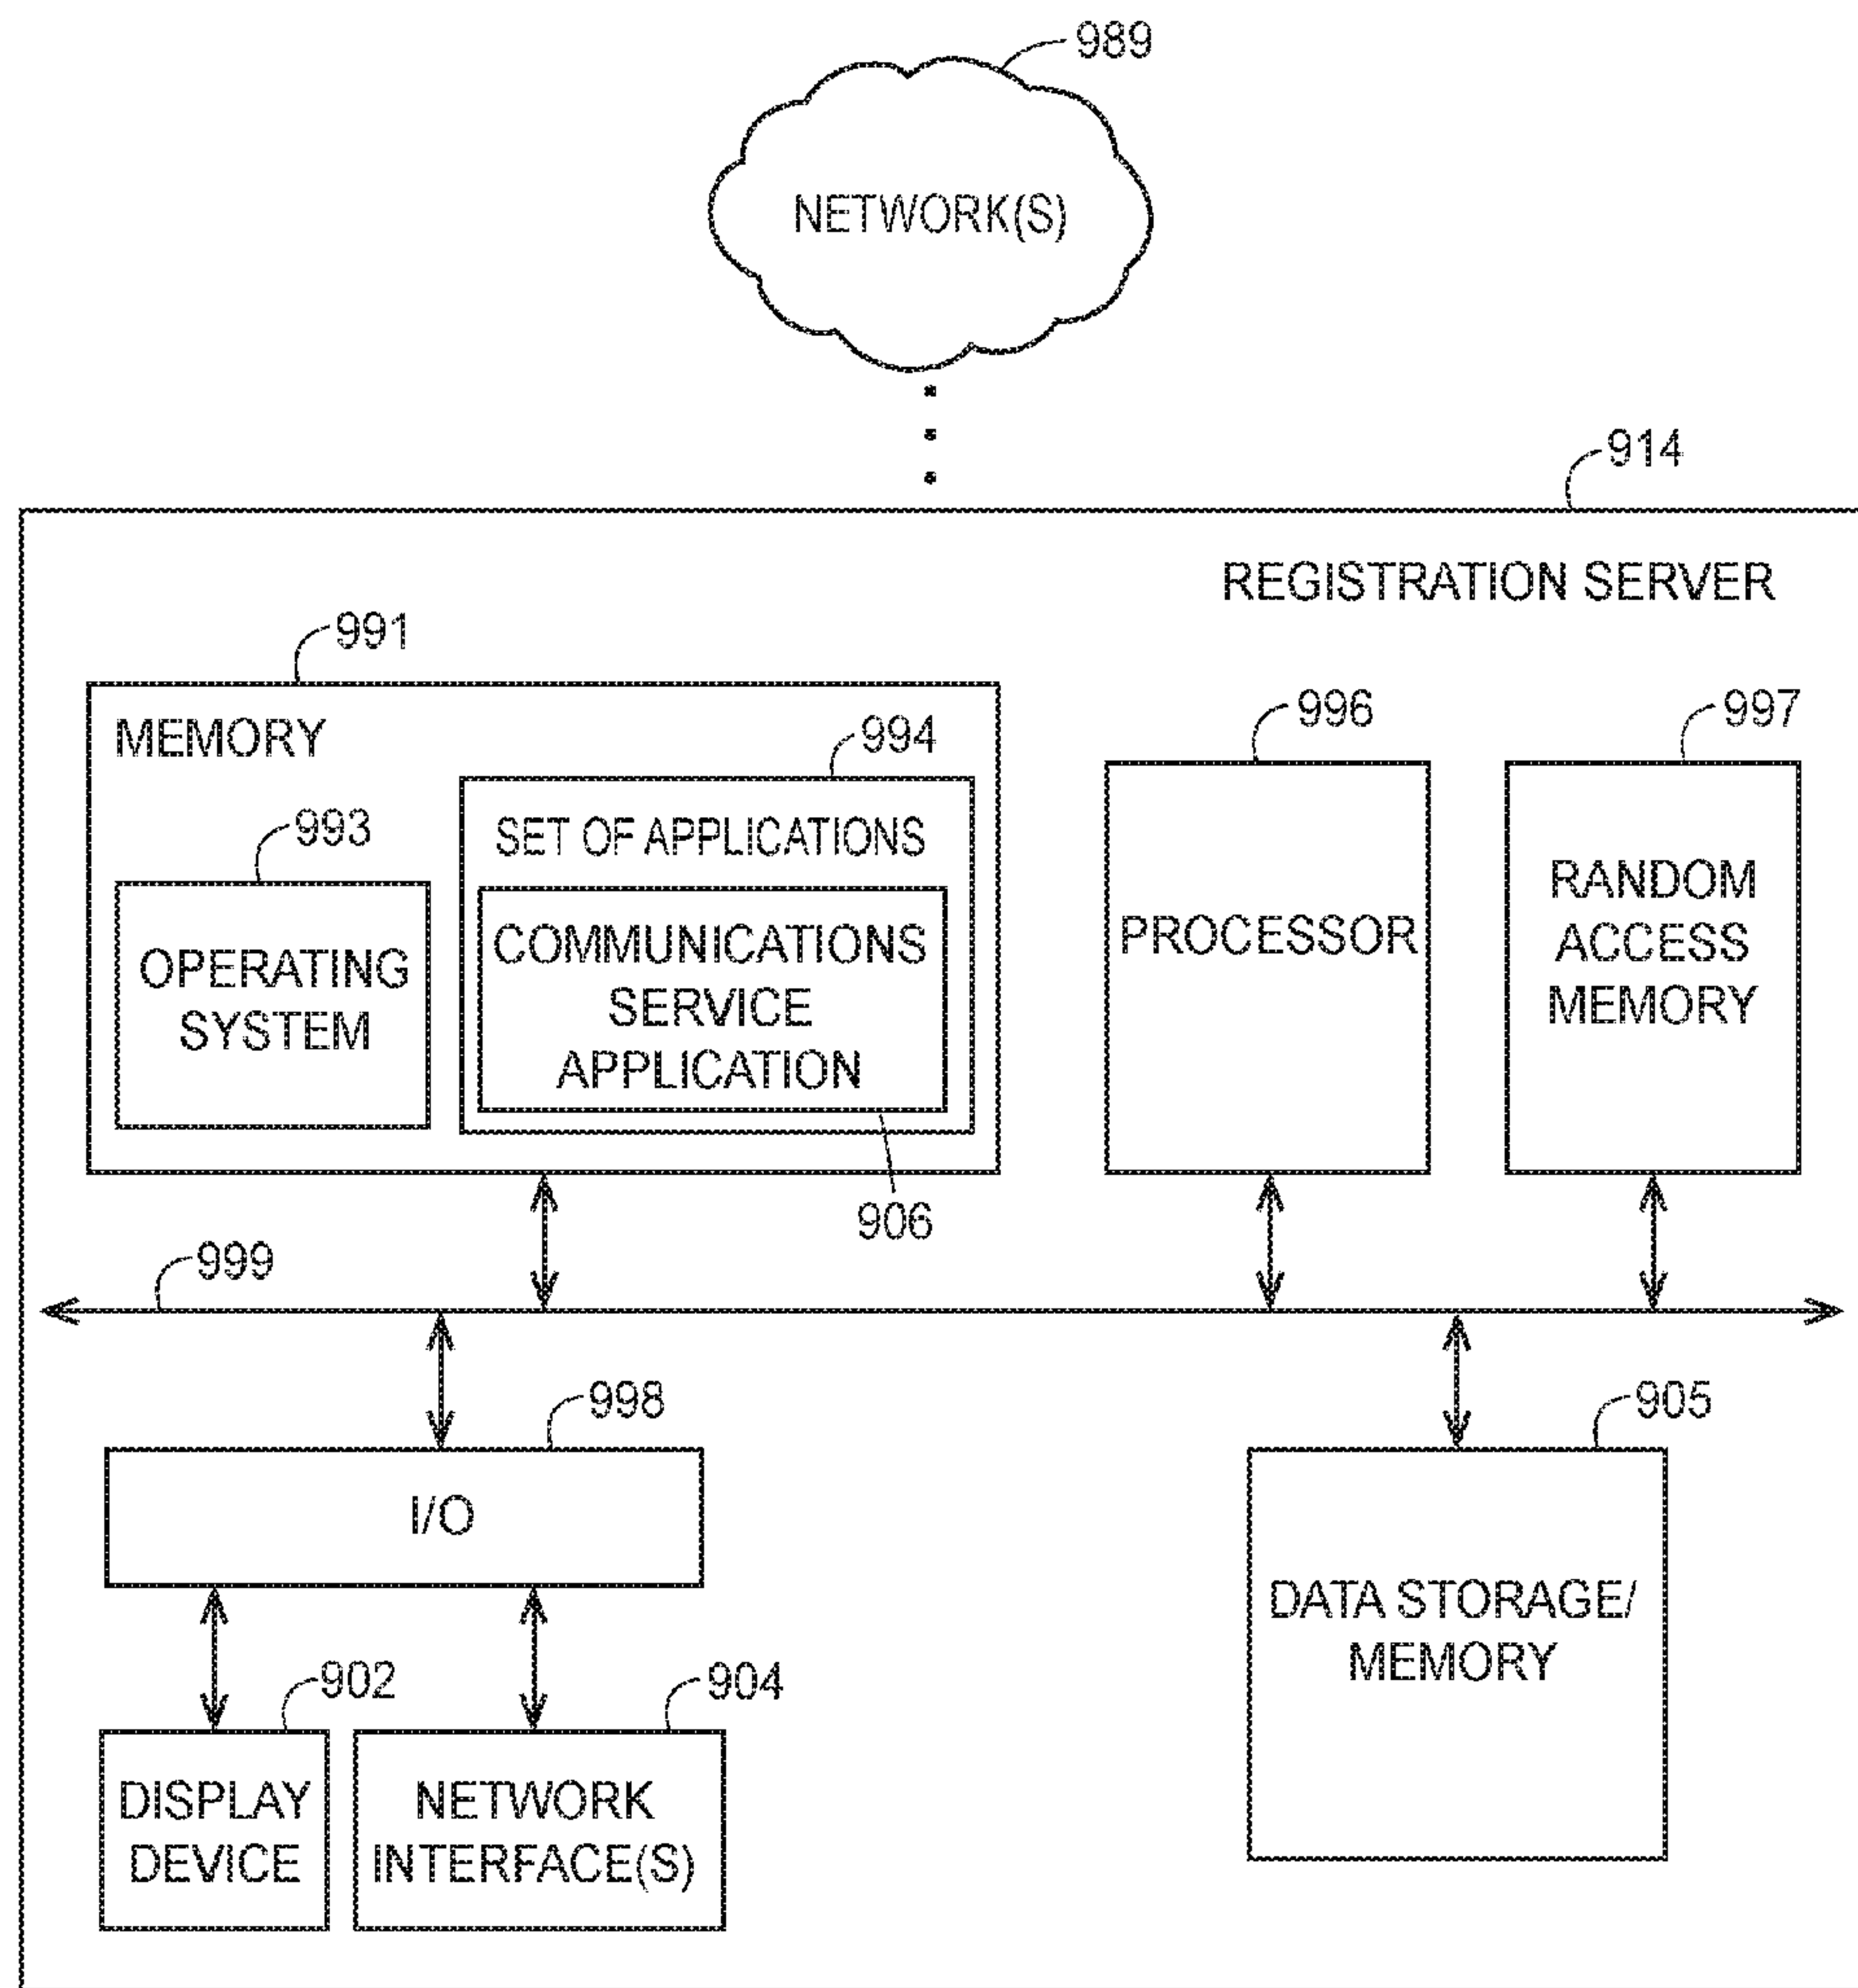 989
NETWORK(S)
914
REGISTRATION SERVER
991
MEMORY
994
SET OF APPLICATIONS
COMMUNICATIONS
SERVICE
APPLICATION
906
993
OPERATING
SYSTEM
996
PROCESSOR
997
RANDOM
ACCESS
MEMORY
999
998
I/O
905
DATA STORAGE/
MEMORY
902
DISPLAY
DEVICE
904
NETWORK
INTERFACE(S)